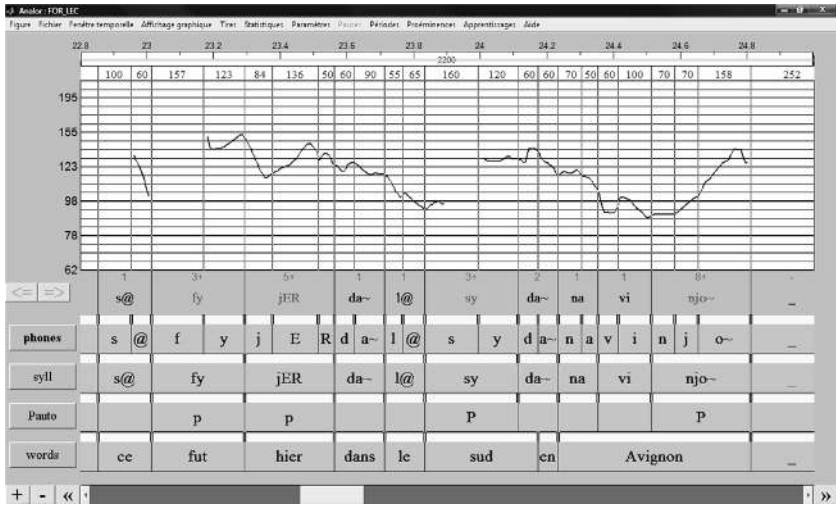 Analor : FOR_LEC
Figure Fichier Fenêtre temporelle Affichage graphique Tires Statistiques Paramètres Pauses Périodes Proéminences Apprentissages Aide
22.8 23 23.2 23.4 23.6 23.8 24 24.2 24.4 24.6 24.8
2200
100 60 157 123 84 136 50 60 90 55 65 160 120 60 60 70 50 60 100 70 70 158 252
195
155
123
98
78
62
1 3+ 5+ 1 1 3+ 2 1 1 8+ -
<= => s@ fy jER da~ l@ sy da~ na vi njo~ _
phones s @ f y j E R d a~ l @ s y d a~ n a v i n j o~ _
syll s@ fy jER da~ l@ sy da~ na vi njo~ _
Pauto p p P P
words ce fut hier dans le sud en Avignon _
+ - « »